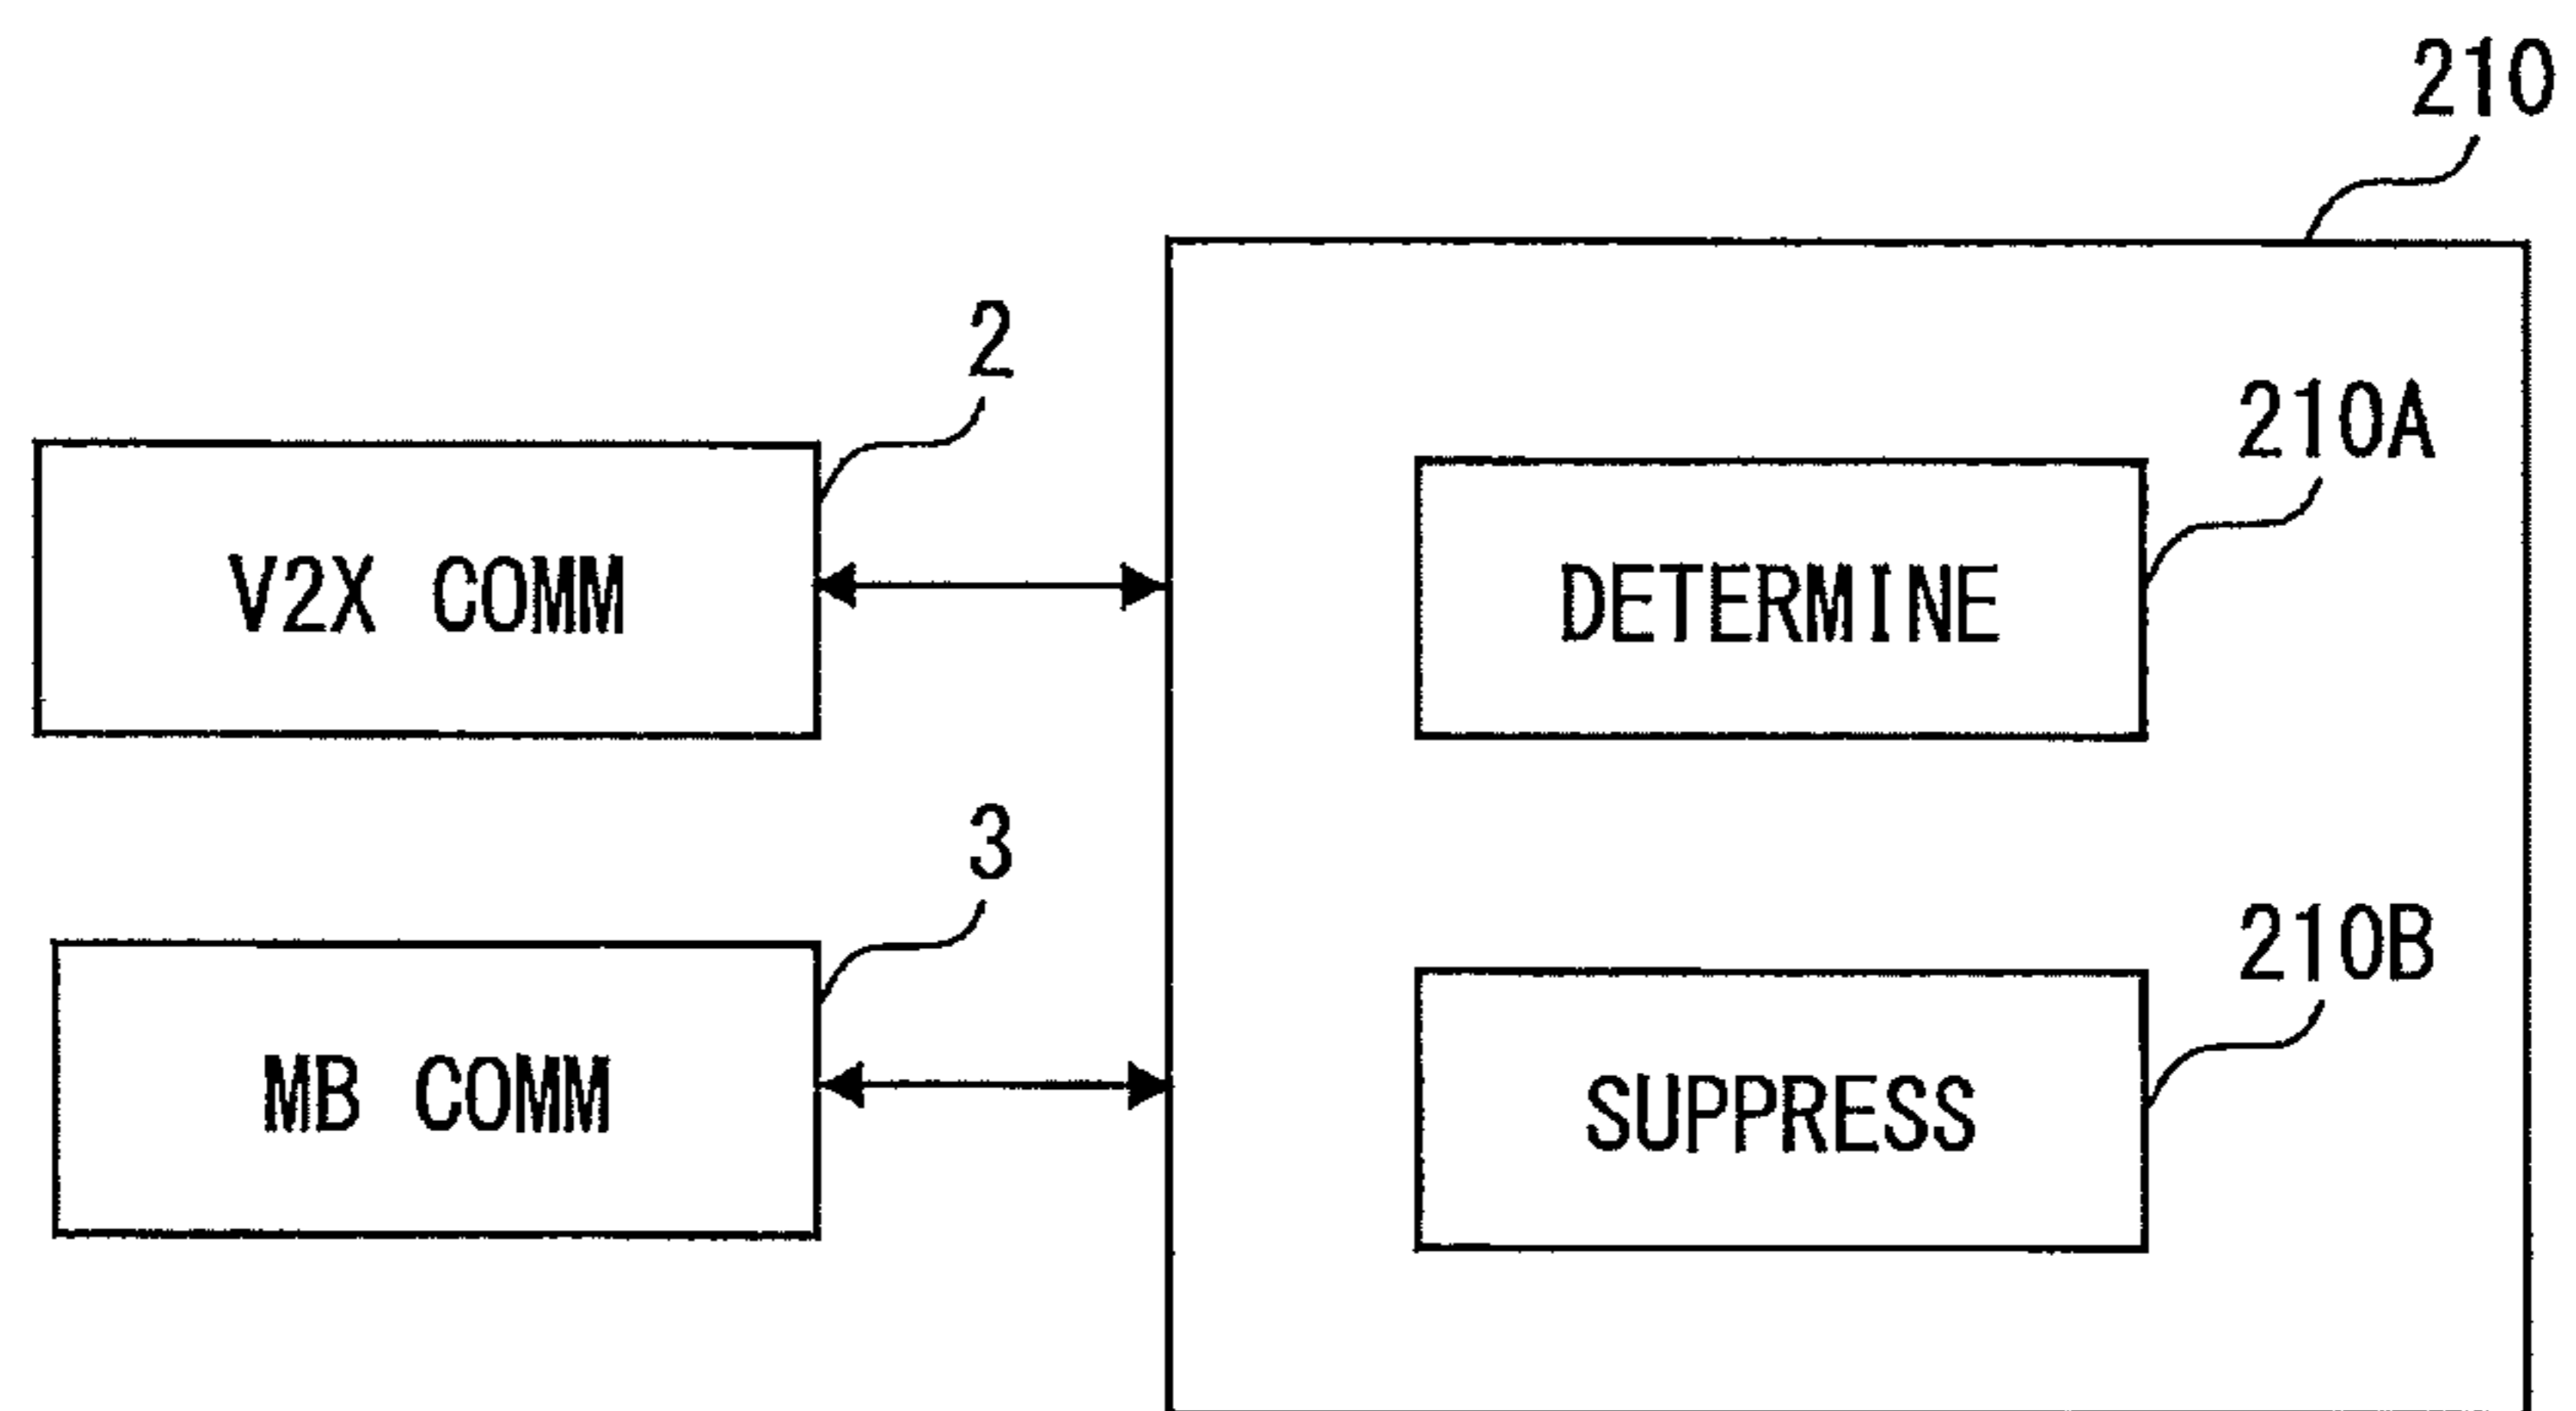 210
2
210A
V2X COMM
DETERMINE
3
210B
MB COMM
SUPPRESS